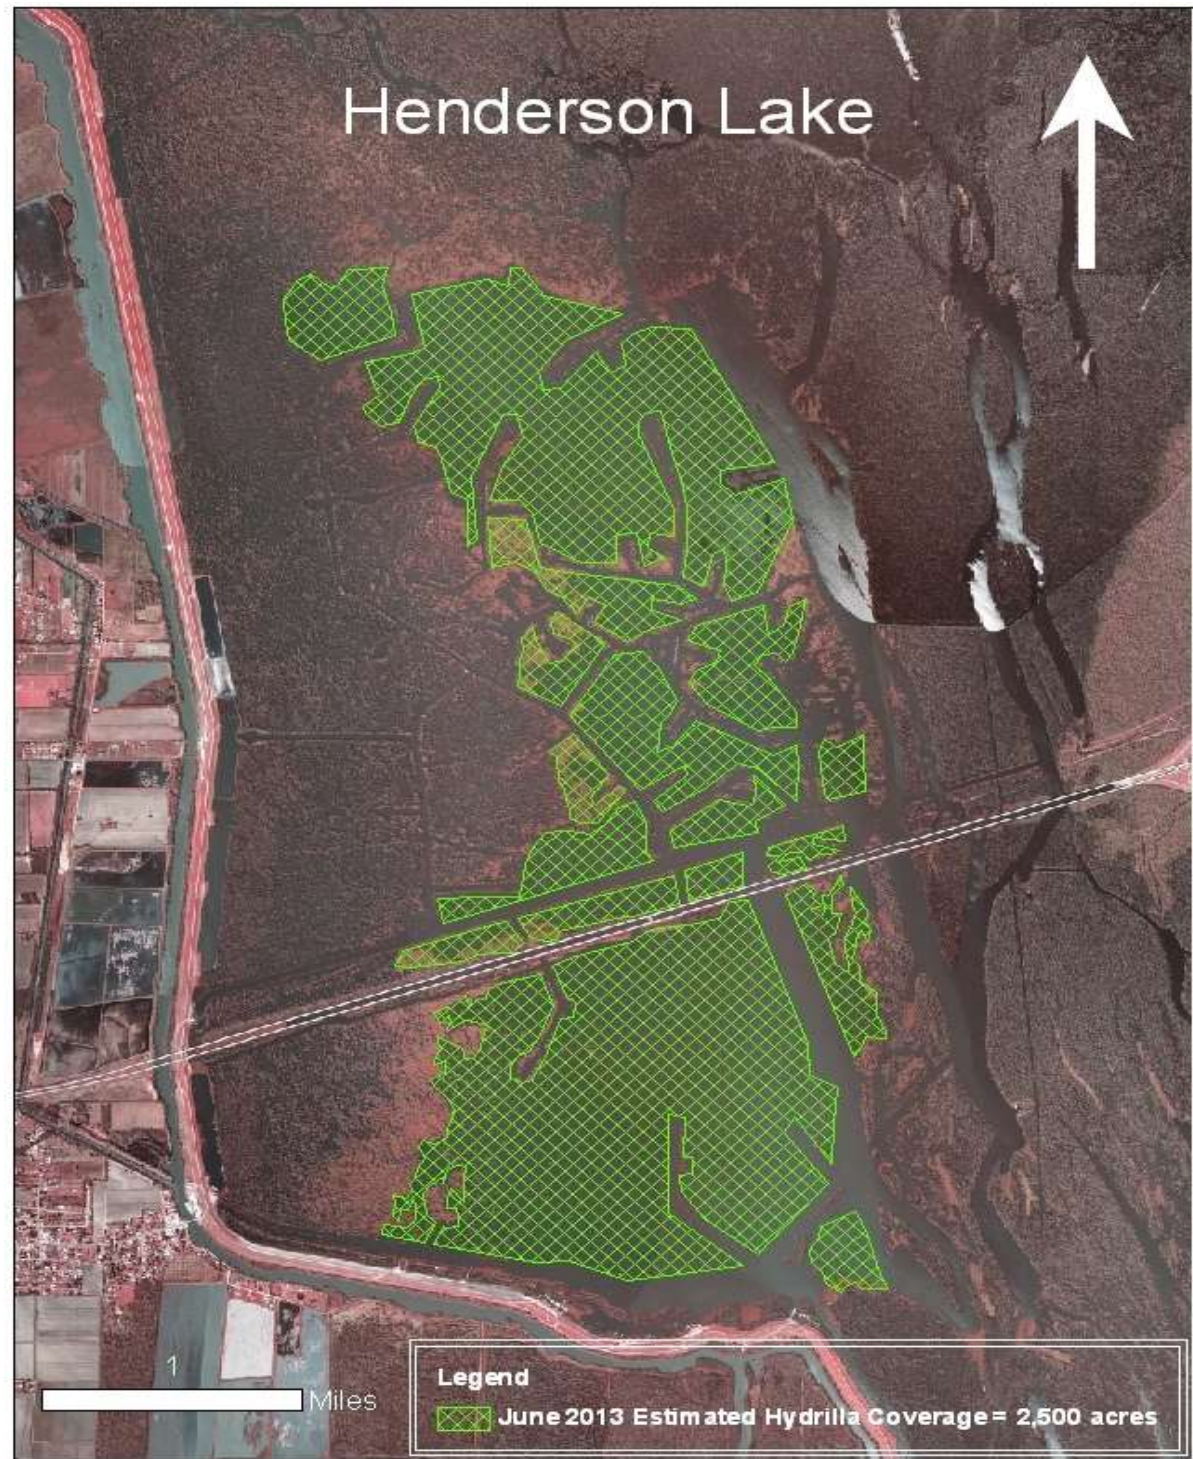 Henderson Lake
1
Miles
Legend
June 2013 Estimated Hydrilla Coverage = 2,500 acres